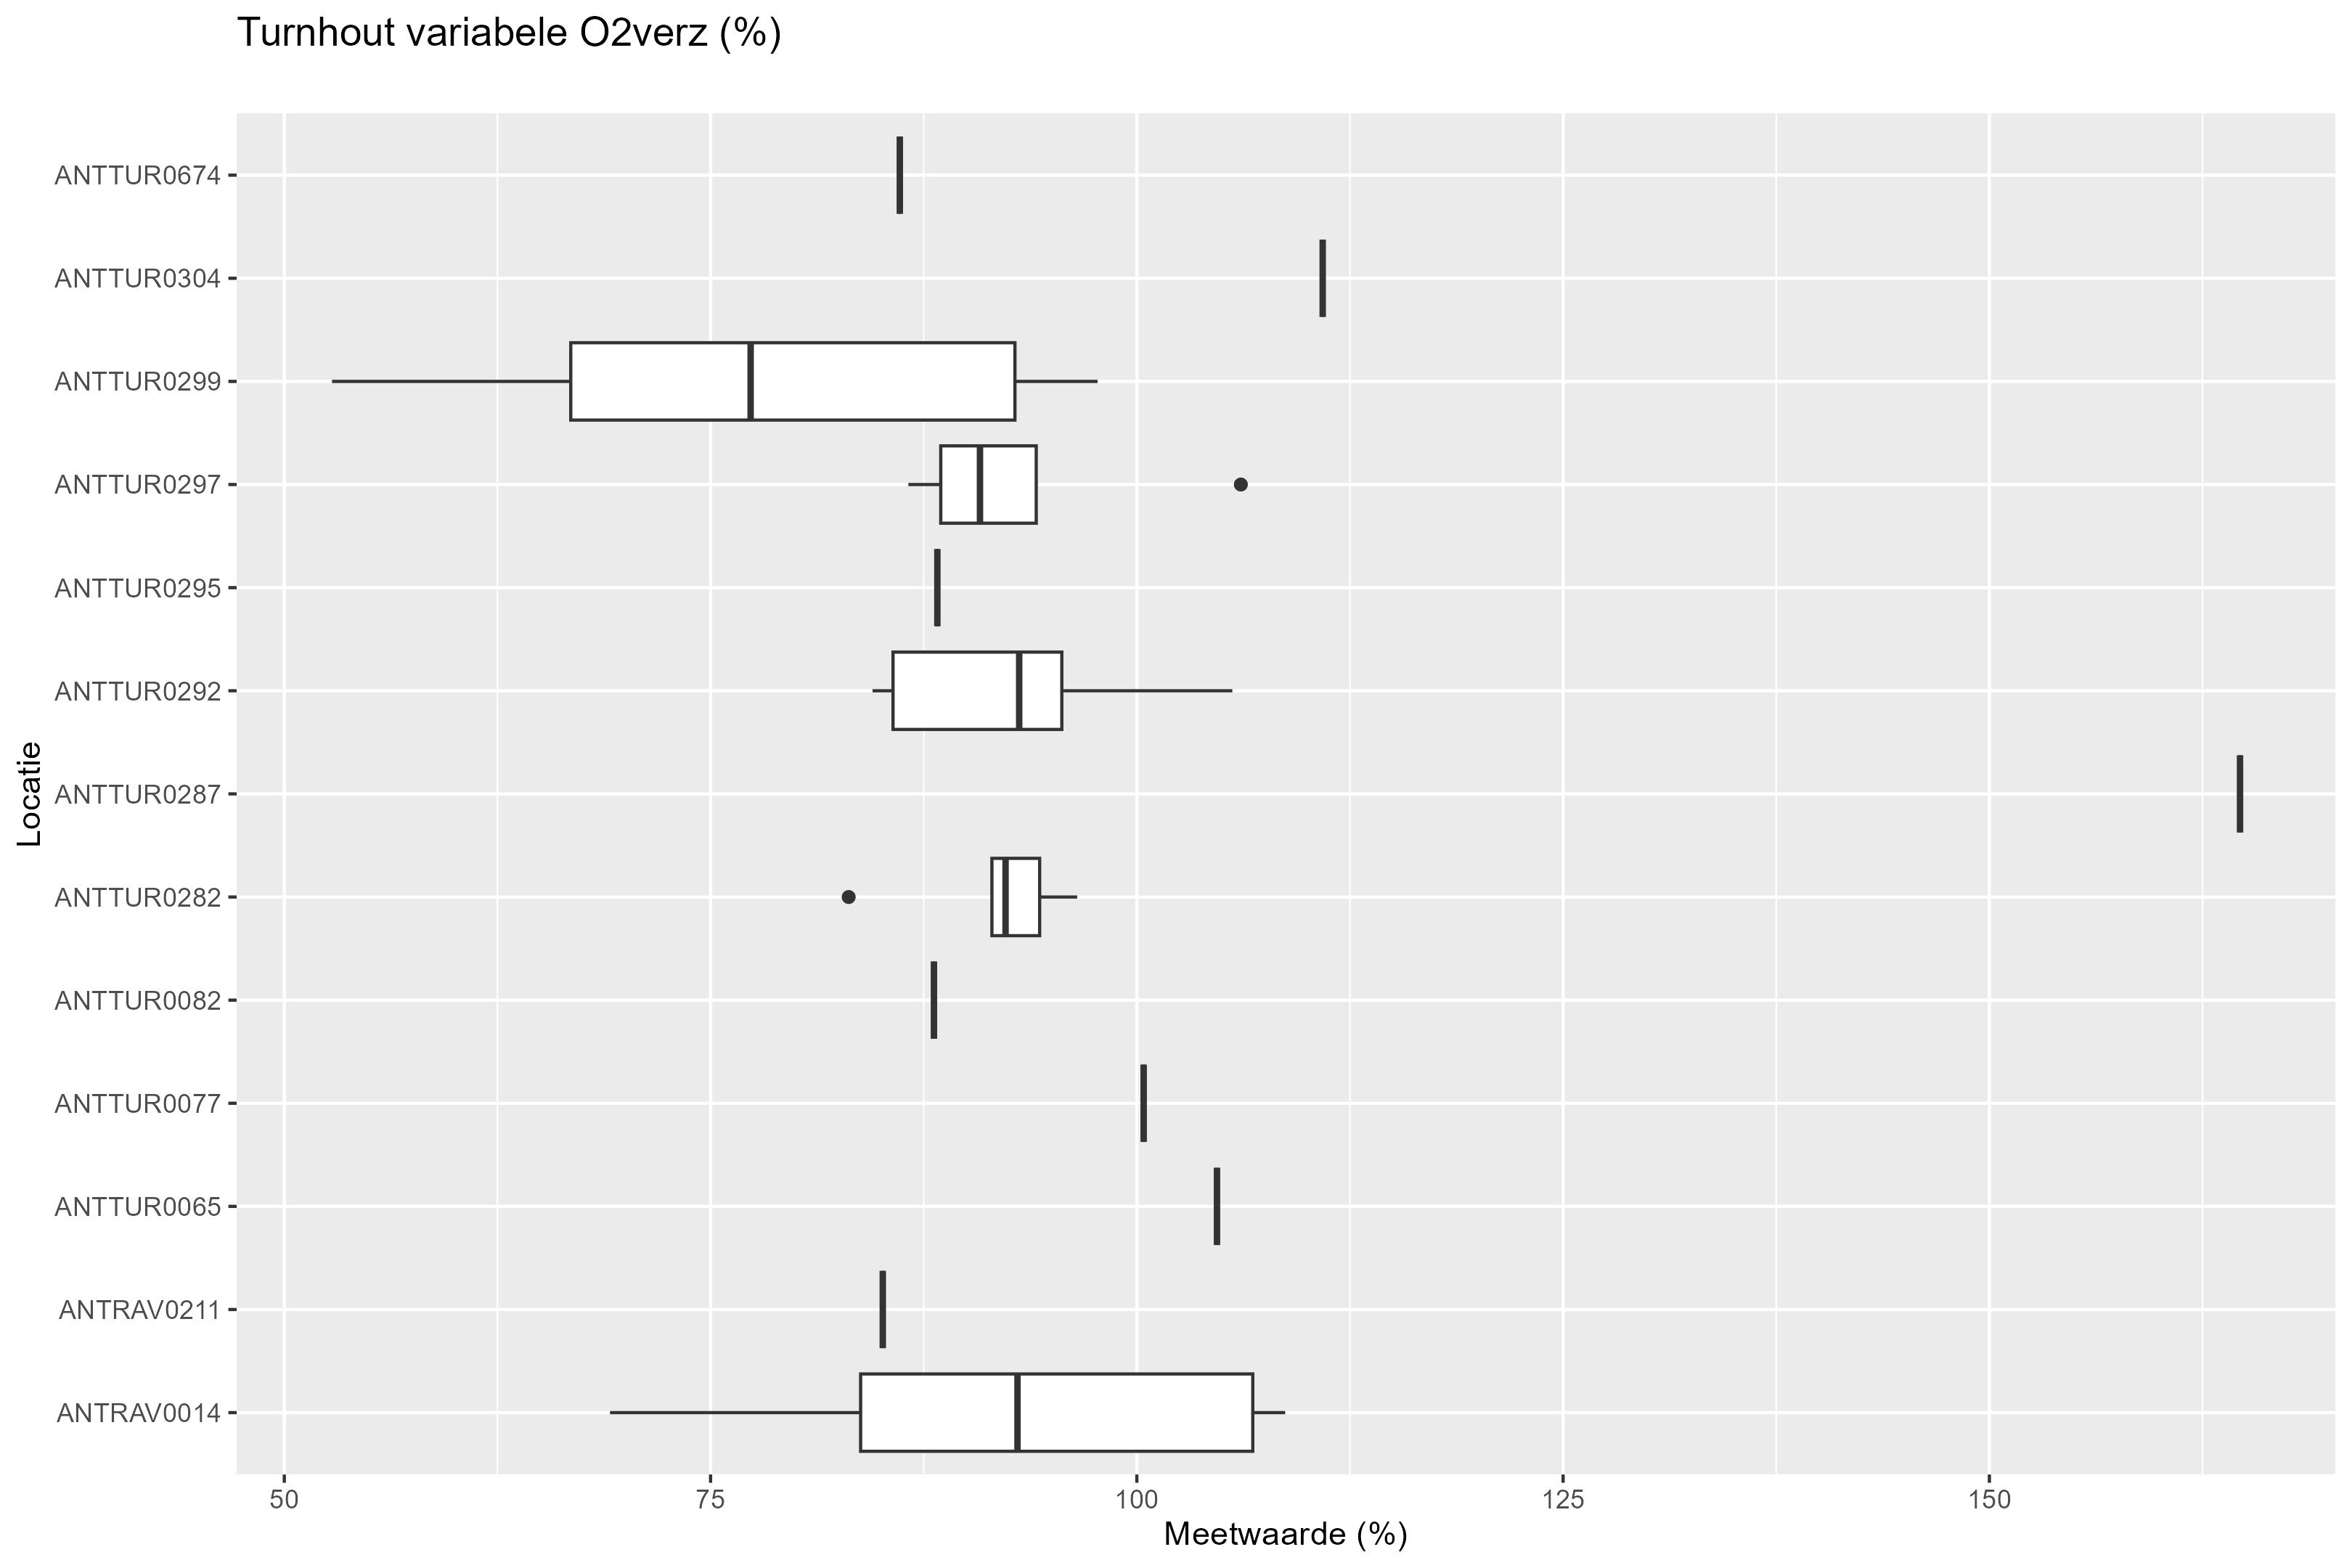 Turnhout variabele O2verz (%)
ANTTUR0674
ANTTUR0304
ANTTUR0299
ANTTUR0297
ANTTUR0295
ANTTUR0292
ANTTUR0287
ANTTUR0282
ANTTUR0082
ANTTUR0077
ANTTUR0065
ANTRAV0211
ANTRAV0014
Locatie
50 75 100 125 150
Meetwaarde (%)